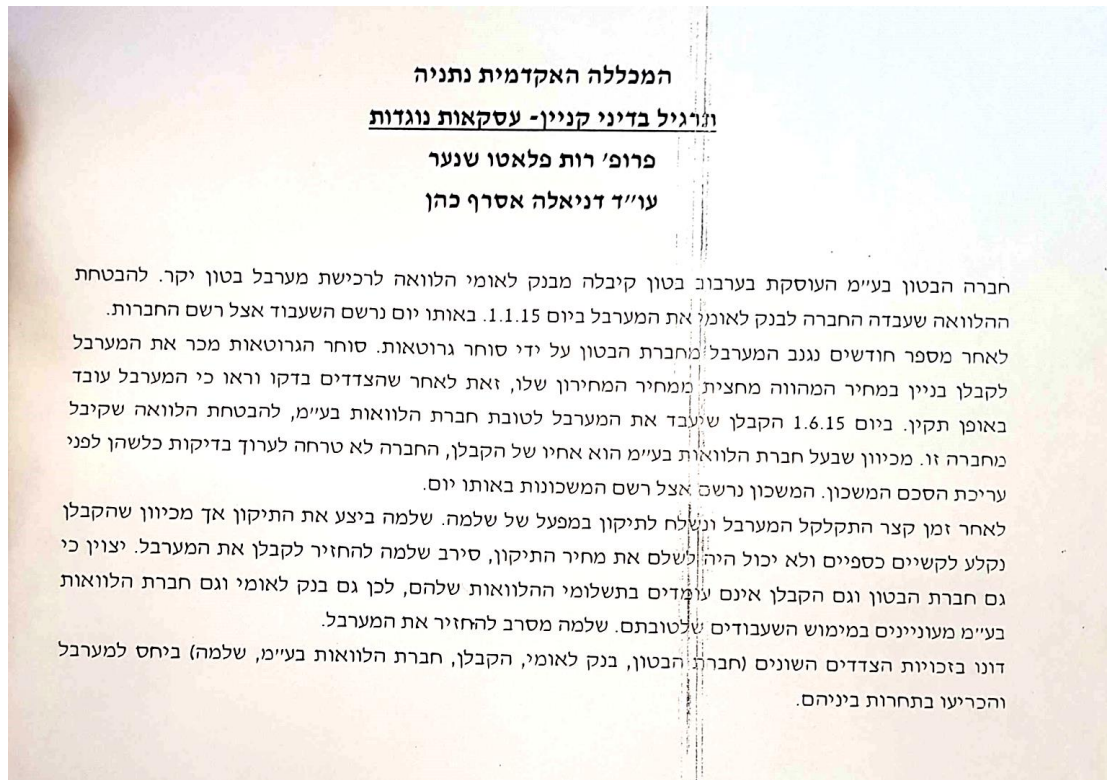 המכללה האקדמית נתניה
תרגיל בדיני קניין- עסקאות נוגדות
פרופ׳ רות פלאטו שנער
עו״ד דניאלה אסרף כהן
חברה הבטון בע״מ העוסקת בערבוב בטון קיבלה מבנק לאומי הלוואה לרכישת מערבל בטון יקר. להבטחת
ההלוואה שעבדה החברה לבנק לאומי את המערבל ביום 1.1.15. באותו יום נרשם השעבוד אצל רשם החברות.
לאחר מספר חודשים נגנב המערבל מחברת הבטון על ידי סוחר גרוטאות. סוחר הגרוטאות מכר את המערבל
לקבלן בניין במחיר המהווה מחצית ממחיר המחירון שלו, זאת לאחר שהצדדים בדקו וראו כי המערבל עובד
באופן תקין. ביום 1.6.15 הקבלן שיעבד את המערבל לטובת חברת הלוואות בע״מ, להבטחת הלוואה שקיבל
מחברה זו. מכיוון שבעל חברת הלוואות בע״מ הוא אחיו של הקבלן, החברה לא טרחה לערוך בדיקות כלשהן לפני
עריכת הסכם המשכון. המשכון נרשם אצל רשם המשכונות באותו יום.
לאחר זמן קצר התקלקל המערבל ונשלח לתיקון במפעל של שלמה. שלמה ביצע את התיקון אך מכיוון שהקבלן
נקלע לקשיים כספיים ולא יכול היה לשלם את מחיר התיקון, סירב שלמה להחזיר לקבלן את המערבל. יצוין כי
גם חברת הבטון וגם הקבלן אינם עומדים בתשלומי ההלוואות שלהם, לכן גם בנק לאומי וגם חברת הלוואות
בע״מ מעוניינים במימוש השעבודים שלטובתם. שלמה מסרב להחזיר את המערבל.
דונו בזכויות הצדדים השונים (חברת הבטון, בנק לאומי, הקבלן, חברת הלוואות בע״מ, שלמה) ביחס למערבל
והכריעו בתחרות ביניהם.